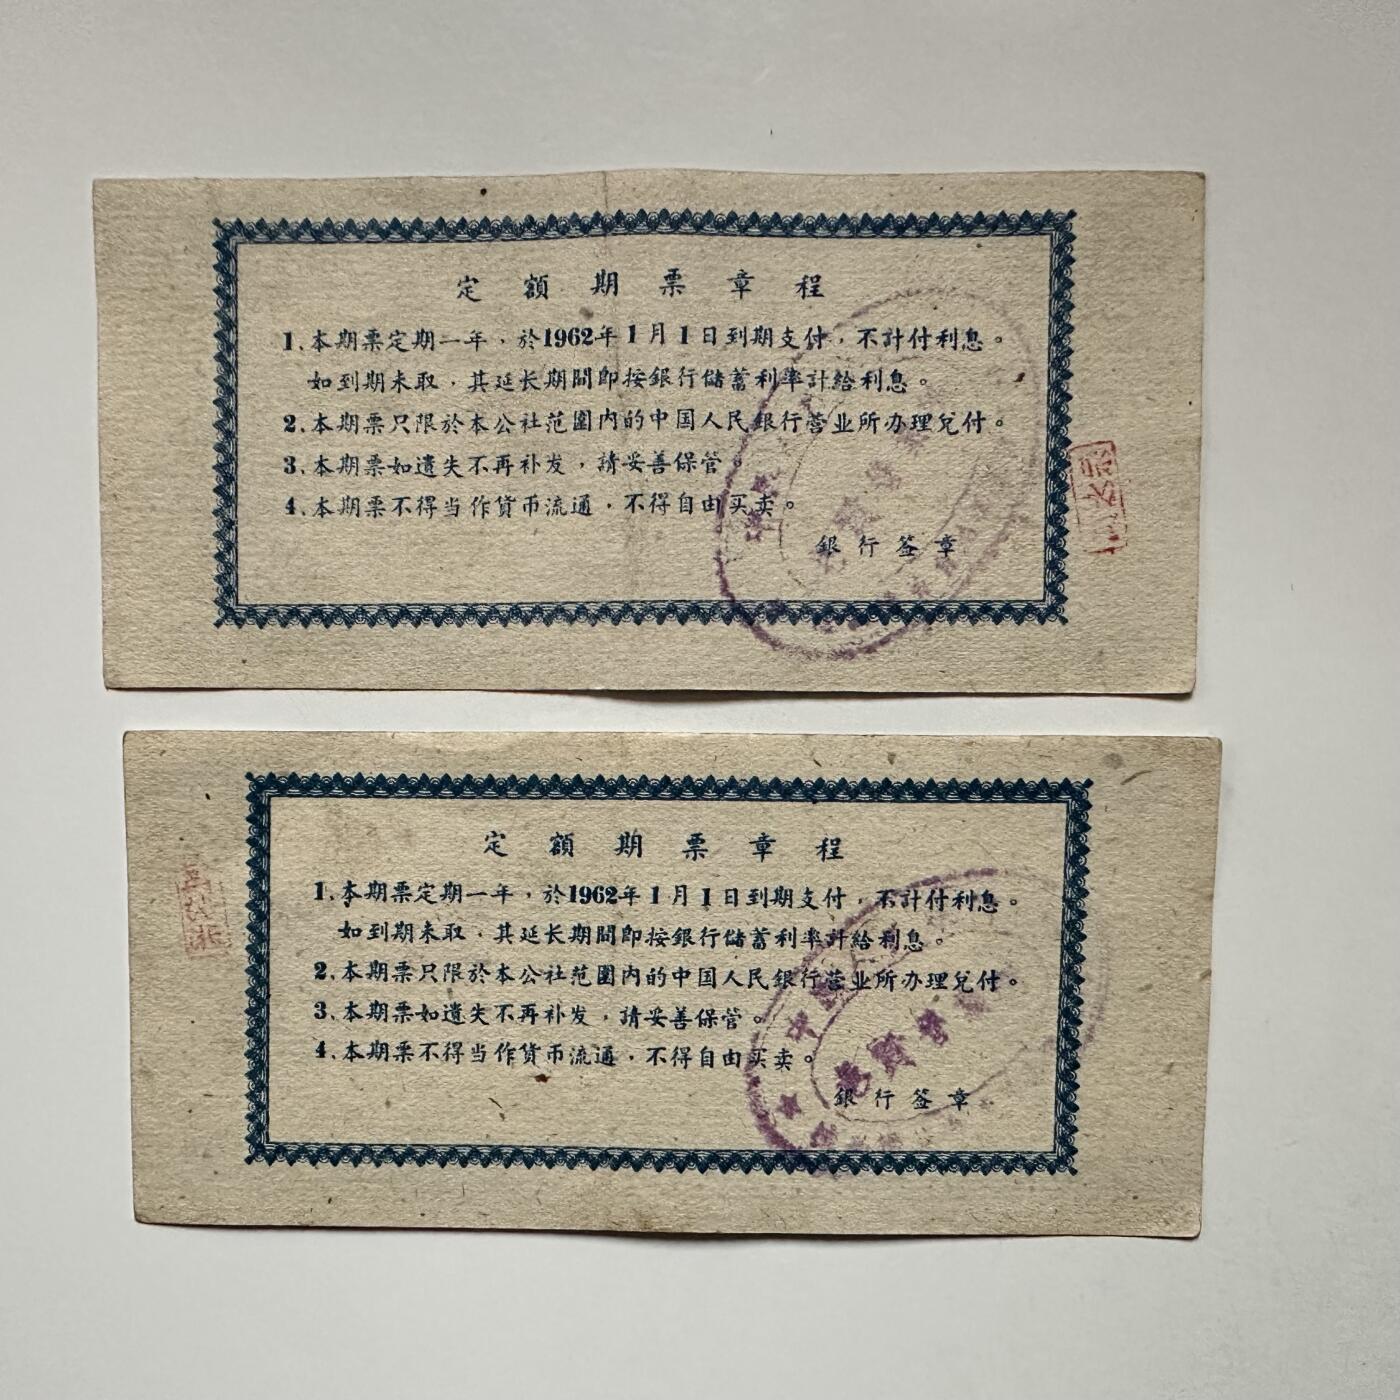 定額期票章程
1.本期票定期一年，於1962年1月1日到期支付，不計付利息。
如到期未取，其延长期間即按銀行儲蓄利率計給利息。
2.本期票只限於本公社范圍內的中国人民銀行营业所办理兌付。
3.本期票如遺失不再补发，請妥善保管。
4.本期票不得当作貨币流通，不得自由买卖。
銀行签章
定額期票章程
1.本期票定期一年，於1962年1月1日到期支付，不計付利息。
如到期未取，其延长期間即按銀行儲蓄利率計給利息。
2.本期票只限於本公社范圍內的中国人民銀行营业所办理兌付。
3.本期票如遺失不再补发，請妥善保管。
4.本期票不得当作貨币流通，不得自由买卖。
銀行签章